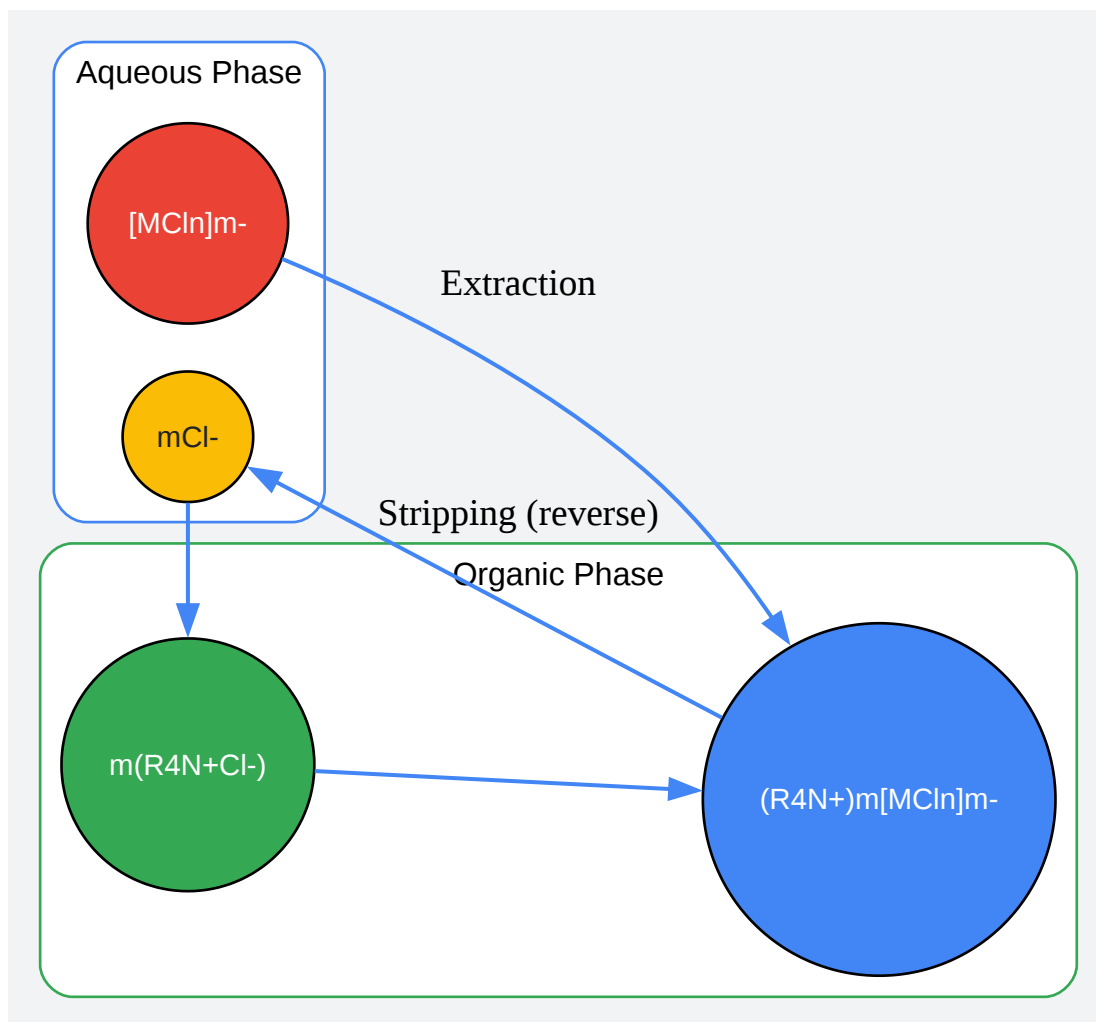 Aqueous Phase
[MCln]m-
Extraction
mCl-
Stripping (reverse)
Organic Phase
m(R4N+Cl-)
(R4N+)m[MCln]m-